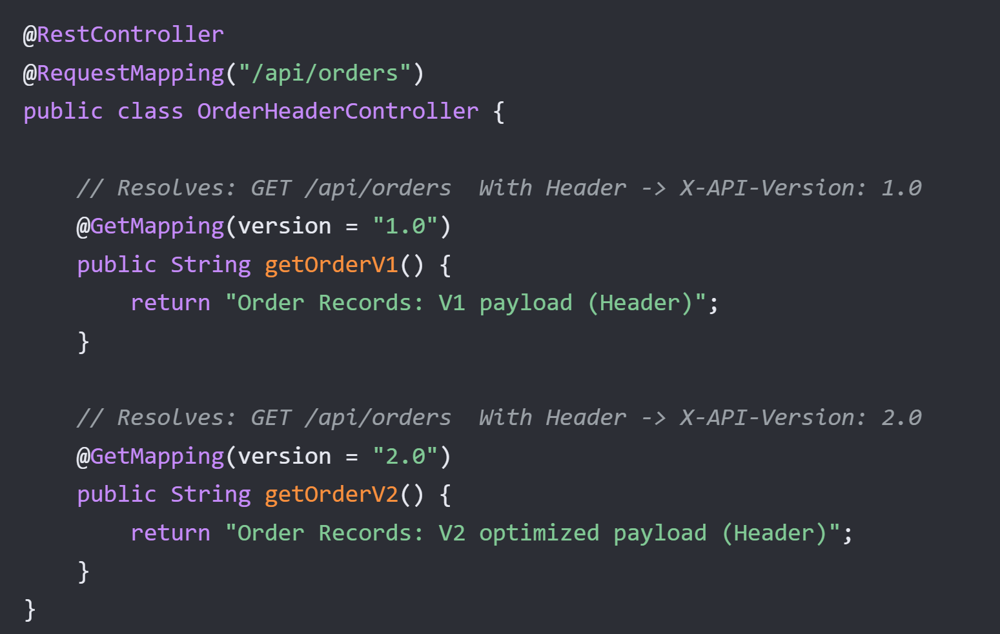 @RestController
@RequestMapping("/api/orders")
public class OrderHeaderController {
// Resolves: GET /api/orders  With Header -> X-API-Version: 1.0
@GetMapping(version = "1.0")
public String getOrderV1() {
return "Order Records: V1 payload (Header)";
}
// Resolves: GET /api/orders  With Header -> X-API-Version: 2.0
@GetMapping(version = "2.0")
public String getOrderV2() {
return "Order Records: V2 optimized payload (Header)";
}
}